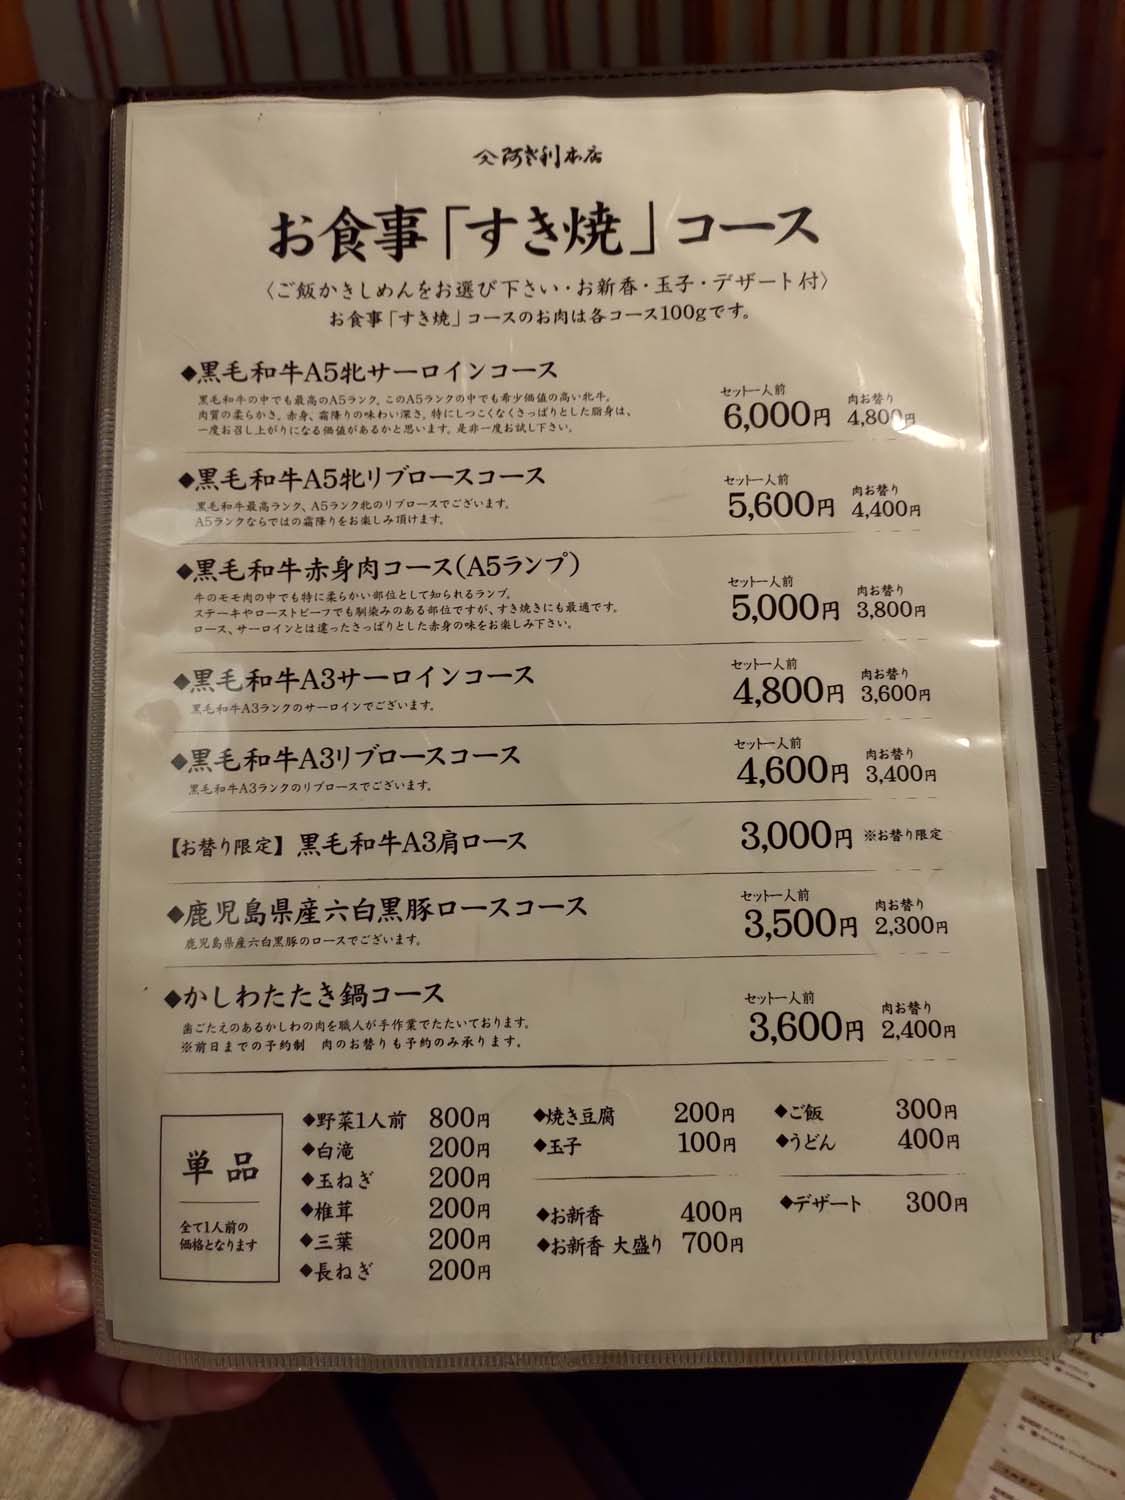 阿ぎ利本店
お食事「すき焼」コース
〈ご飯かきしめんをお選び下さい・お新香・玉子・デザート付〉
お食事「すき焼」コースのお肉は各コース100gです。
◆黒毛和牛A5牝サーロインコース
黒毛和牛の中でも最高のA5ランク。このA5ランクの中でも希少価値の高い牝牛。
肉質の柔らかさ。赤身、霜降りの味わい深さ。特にしつこくなくさっぱりとした脂身は、
一度お召し上がりになる価値があるかと思います。是非一度お試し下さい。
セット一人前 肉お替り
6,000円 4,800円
◆黒毛和牛A5牝リブロースコース
黒毛和牛最高ランク、A5ランク牝のリブロースでございます。
A5ランクならではの霜降りをお楽しみ頂けます。
セット一人前 肉お替り
5,600円 4,400円
◆黒毛和牛赤身肉コース(A5ランプ)
牛のモモ肉の中でも特に柔らかい部位として知られるランプ。
ステーキやローストビーフでも馴染みのある部位ですが、すき焼きにも最適です。
ロース、サーロインとは違ったさっぱりとした赤身の味をお楽しみ下さい。
セット一人前 肉お替り
5,000円 3,800円
◆黒毛和牛A3サーロインコース
黒毛和牛A3ランクのサーロインでございます。
セット一人前 肉お替り
4,800円 3,600円
◆黒毛和牛A3リブロースコース
黒毛和牛A3ランクのリブロースでございます。
セット一人前 肉お替り
4,600円 3,400円
【お替り限定】黒毛和牛A3肩ロース 3,000円 ※お替り限定
◆鹿児島県産六白黒豚ロースコース
鹿児島県産六白黒豚のロースでございます。
セット一人前 肉お替り
3,500円 2,300円
◆かしわたたき鍋コース
歯ごたえのあるかしわの肉を職人が手作業でたたいております。
※前日までの予約制 肉のお替りも予約のみ承ります。
セット一人前 肉お替り
3,600円 2,400円
単品
全て1人前の
価格となります
◆野菜1人前 800円
◆白滝 200円
◆玉ねぎ 200円
◆椎茸 200円
◆三葉 200円
◆長ねぎ 200円
◆焼き豆腐 200円
◆玉子 100円
◆お新香 400円
◆お新香 大盛り 700円
◆ご飯 300円
◆うどん 400円
◆デザート 300円